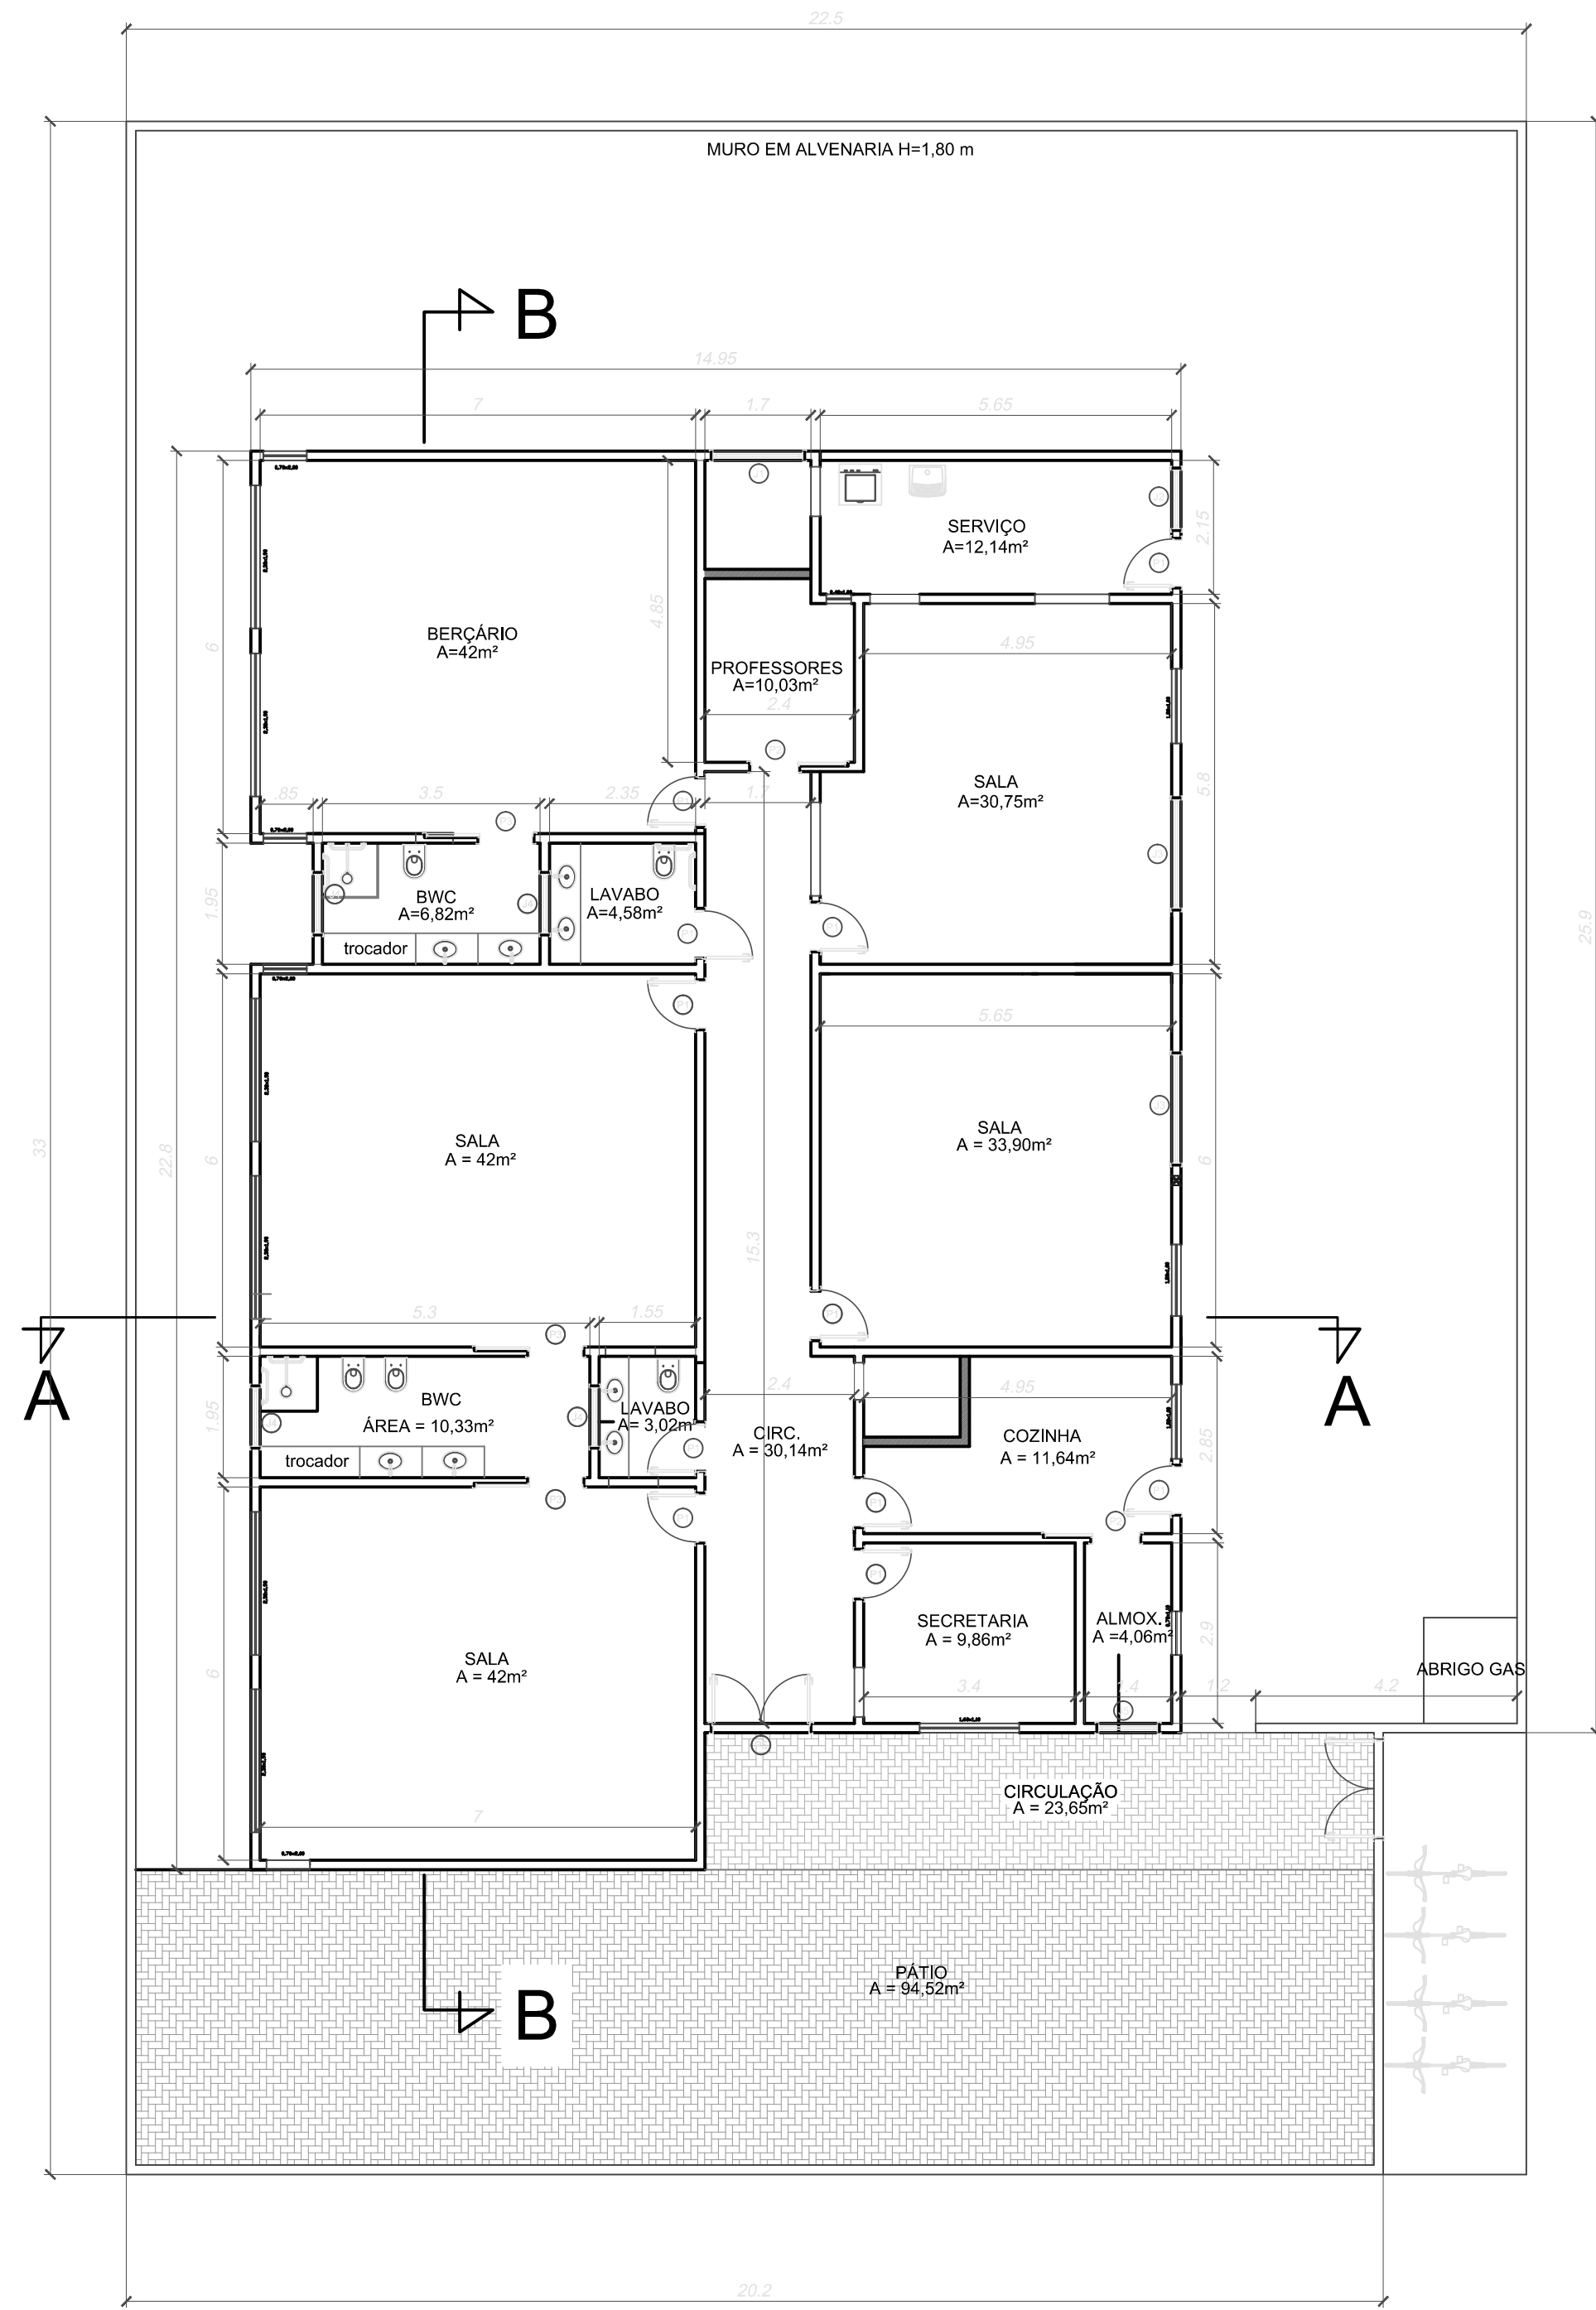 22.5
MURO EM ALVENARIA H=1,80 m
B
14.95
7
1.7
5.65
SERVIÇO
A=12,14m²
2.15
BERÇÁRIO
A=42m²
4.85
6
PROFESSORES
A=10,03m²
2.4
4.95
SALA
A=30,75m²
5.8
.85
3.5
2.35
1.7
BWC
A=6,82m²
trocador
LAVABO
A=4,58m²
1.95
25.9
33
22.8
SALA
A = 42m²
6
5.65
SALA
A = 33,90m²
6
15.3
5.3
1.55
A
A
BWC
ÁREA = 10,33m²
trocador
1.95
LAVABO
A= 3,02m²
2.4
CIRC.
A = 30,14m²
4.95
COZINHA
A = 11,64m²
2.85
SALA
A = 42m²
6
7
SECRETARIA
A = 9,86m²
3.4
ALMOX.
A =4,06m²
1.4
2.9
1.2
4.2
ABRIGO GAS
CIRCULAÇÃO
A = 23,65m²
PÁTIO
A = 94,52m²
B
20.2